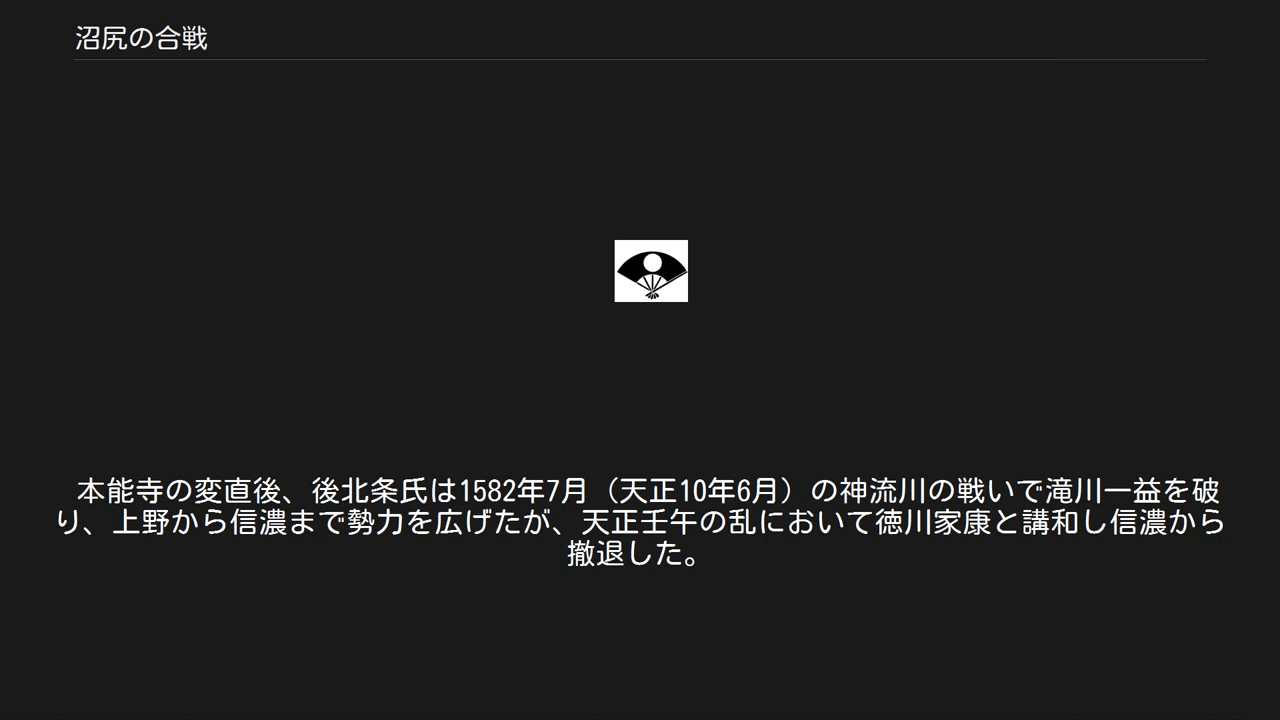 沼尻の合戦
本能寺の変直後、後北条氏は1582年7月（天正10年6月）の神流川の戦いで滝川一益を破
り、上野から信濃まで勢力を広げたが、天正壬午の乱において徳川家康と講和し信濃から
撤退した。